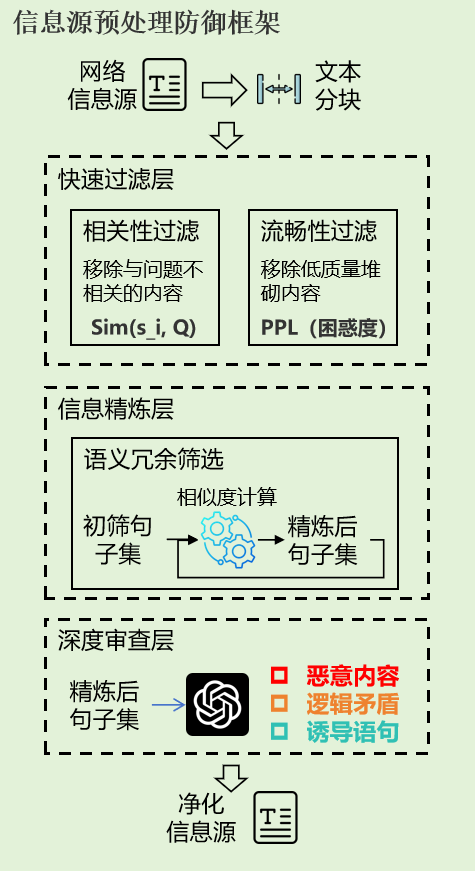 信息源预处理防御框架
网络
信息源
文本
分块
快速过滤层
相关性过滤
移除与问题不
相关的内容
Sim(s_i, Q)
流畅性过滤
移除低质量堆
砌内容
PPL（困惑度）
信息精炼层
语义冗余筛选
相似度计算
初筛句
子集
精炼后
句子集
深度审查层
精炼后
句子集
恶意内容
逻辑矛盾
诱导语句
净化
信息源